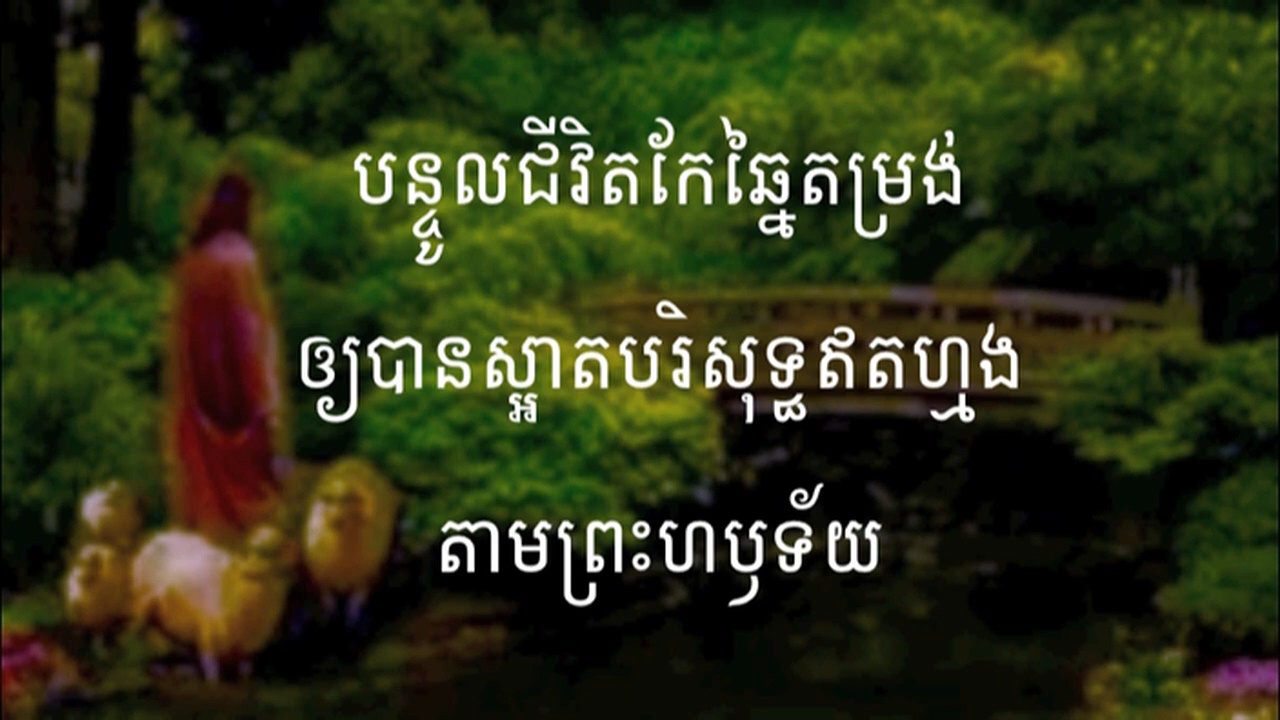 បន្ទូលជីវិតកែឆ្នៃតម្រង់
ឲ្យបានស្អាតបរិសុទ្ធឥតហ្មង
តាមព្រះហឫទ័យ